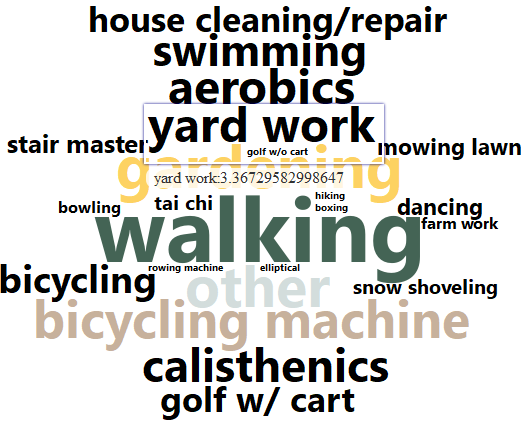 house cleaning/repair
swimming
aerobics
yard work
stair master
golf w/o cart
mowing lawn
gardening
yard work:3.36729582998647
tai chi
hiking
bowling
boxing
dancing
walking
farm work
rowing machine
elliptical
bicycling
other
snow shoveling
bicycling machine
calisthenics
golf w/ cart